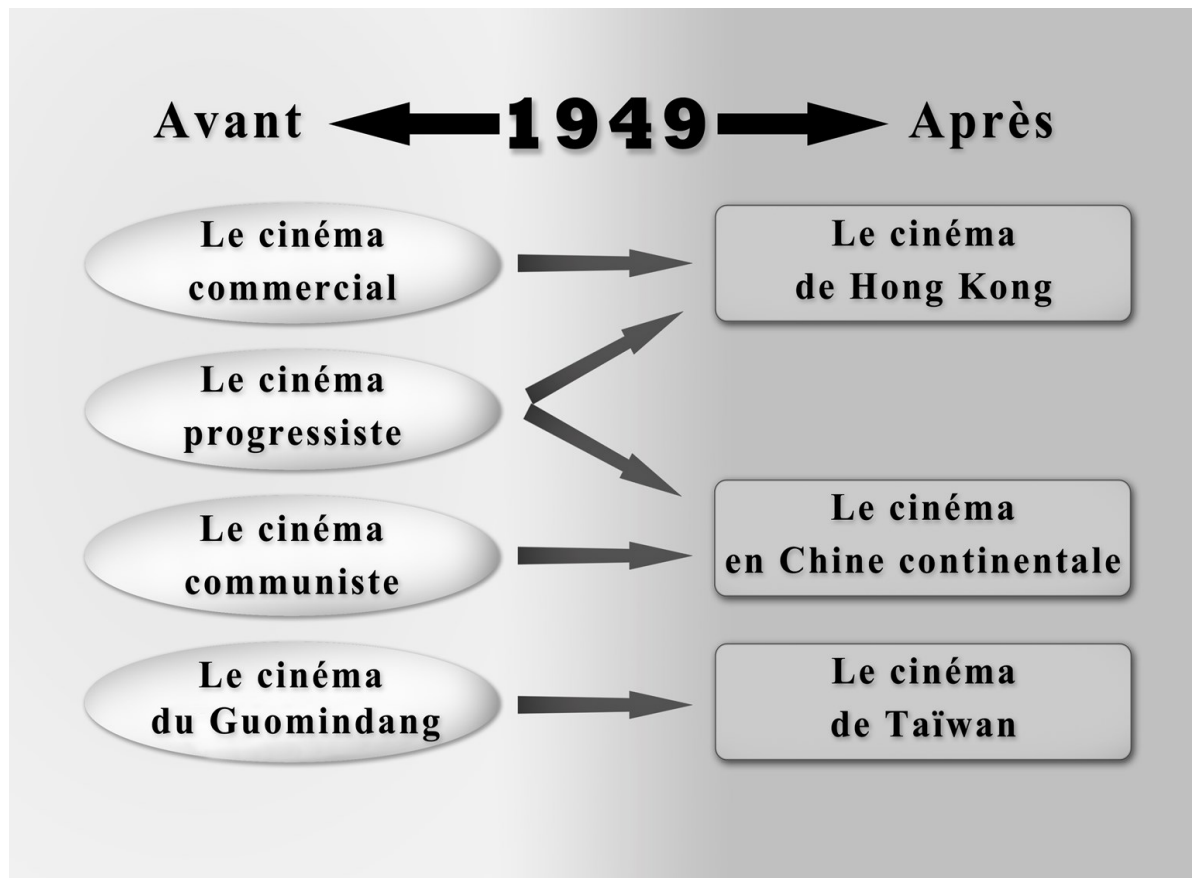 Avant 1949 Après
Le cinéma
commercial
Le cinéma
de Hong Kong
Le cinéma
progressiste
Le cinéma
communiste
Le cinéma
en Chine continentale
Le cinéma
du Guomindang
Le cinéma
de Taïwan